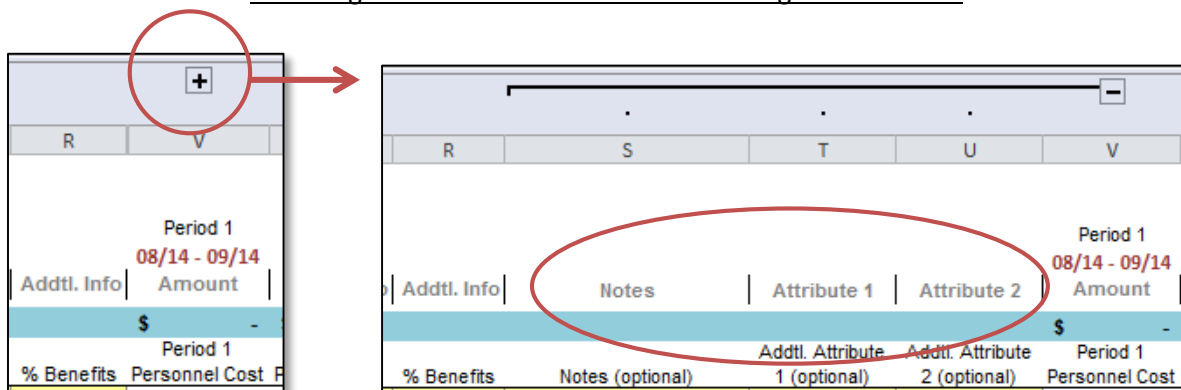 +
R V
Period 1
08/14 - 09/14
Addtl. Info Amount
$ -
Period 1
% Benefits Personnel Cost
-
. . .
R S T U V
Period 1
08/14 - 09/14
Addtl. Info Notes Attribute 1 Attribute 2 Amount
$ -
Addtl. Attribute Addtl. Attribute Period 1
% Benefits Notes (optional) 1 (optional) 2 (optional) Personnel Cost